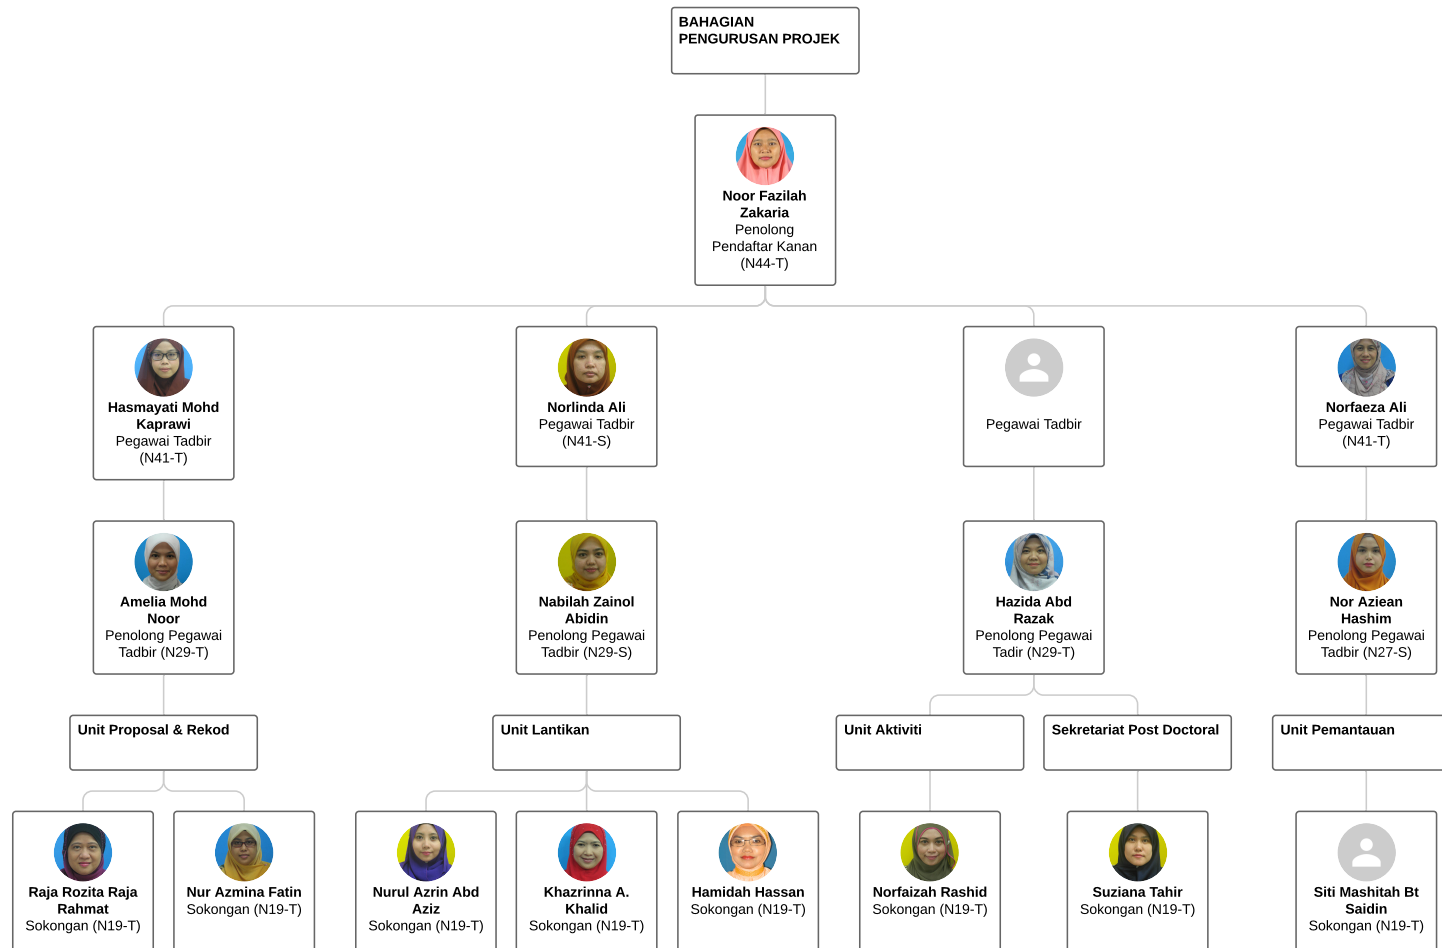 BAHAGIAN
PENGURUSAN PROJEK
Noor Fazilah
Zakaria
Penolong
Pendaftar Kanan
(N44-T)
Hasmayati Mohd
Kaprawi
Pegawai Tadbir
(N41-T)
Norlinda Ali
Pegawai Tadbir
(N41-S)
Pegawai Tadbir
Norfaeza Ali
Pegawai Tadbir
(N41-T)
Amelia Mohd
Noor
Penolong Pegawai
Tadbir (N29-T)
Nabilah Zainol
Abidin
Penolong Pegawai
Tadbir (N29-S)
Hazida Abd
Razak
Penolong Pegawai
Tadir (N29-T)
Nor Aziean
Hashim
Penolong Pegawai
Tadbir (N27-S)
Unit Proposal & Rekod
Unit Lantikan
Unit Aktiviti
Sekretariat Post Doctoral
Unit Pemantauan
Raja Rozita Raja
Rahmat
Sokongan (N19-T)
Nur Azmina Fatin
Sokongan (N19-T)
Nurul Azrin Abd
Aziz
Sokongan (N19-T)
Khazrinna A.
Khalid
Sokongan (N19-T)
Hamidah Hassan
Sokongan (N19-T)
Norfaizah Rashid
Sokongan (N19-T)
Suziana Tahir
Sokongan (N19-T)
Siti Mashitah Bt
Saidin
Sokongan (N19-T)